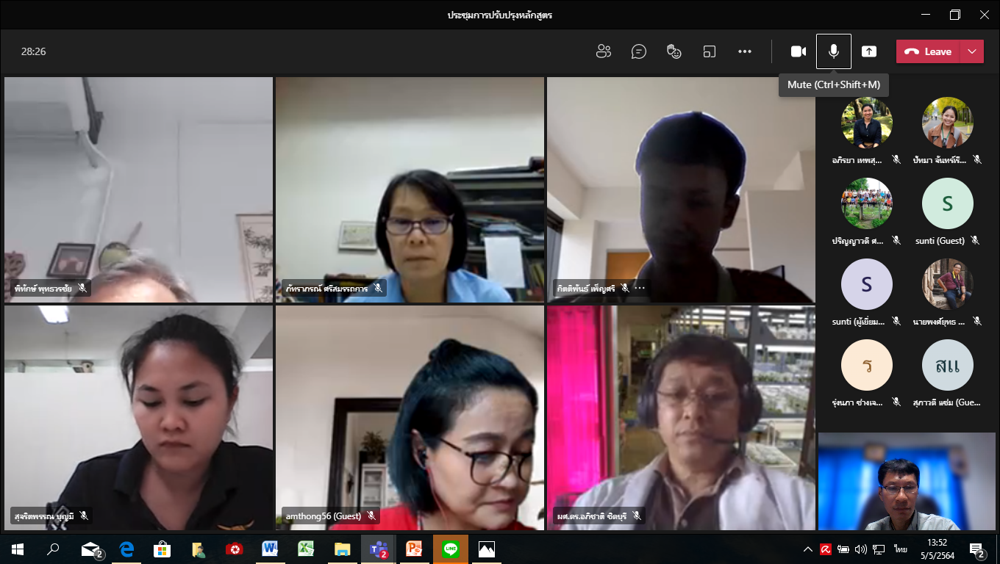 ประชุมการปรับปรุงหลักสูตร
28:26
Leave
Mute (Ctrl+Shift+M)
อภิรยา เทพสุ...
ปัทมา จันทร์เรื...
พิทักษ์ พุทธวรชัย
ภัทราภรณ์ ศรีสมรรถการ
กิตติพันธ์ เพ็ญศรี
ปริญญาวดี ศ...
S
sunti (Guest)
S
sunti (ผู้เยี่ยม...
นายพงศ์ยุทธ ...
ร
รุ่งนภา ช่างเจ...
สแ
สุภาวดี แซ่ม (Gue...
สุจริตพรรณ บุญมี
amthong56 (Guest)
ผศ.ดร.อภิชาติ ชิดบุรี
2
2
ไทย
13:52
5/5/2564
2